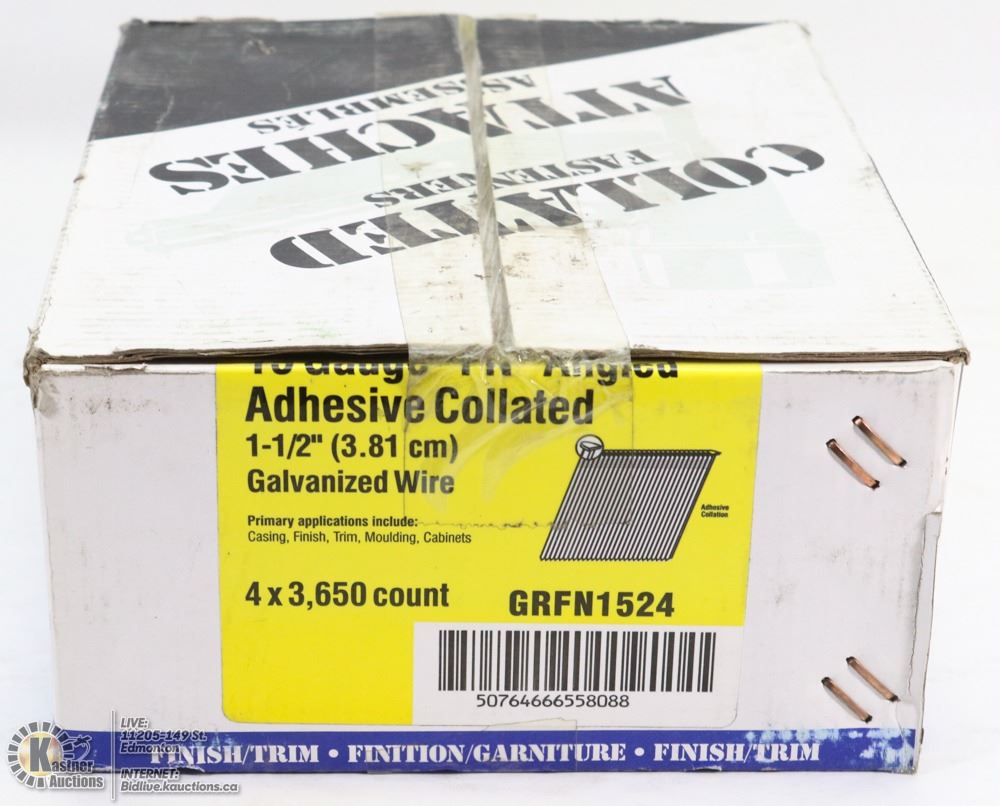 COLLATED
FASTENERS
ATTACHES
ASSEMBLÉS
Angled
Adhesive Collated
1-1/2" (3.81 cm)
Galvanized Wire
Primary applications include:
Casing, Finish, Trim, Moulding, Cabinets
Adhesive
Collation
4 x 3,650 count
GRFN1524
50764666558088
FINISH/TRIM • FINITION/GARNITURE • FINISH/TRIM
Kastner
Auctions
LIVE:
11205-149 St.
Edmonton
INTERNET:
Bidlive.kauctions.ca